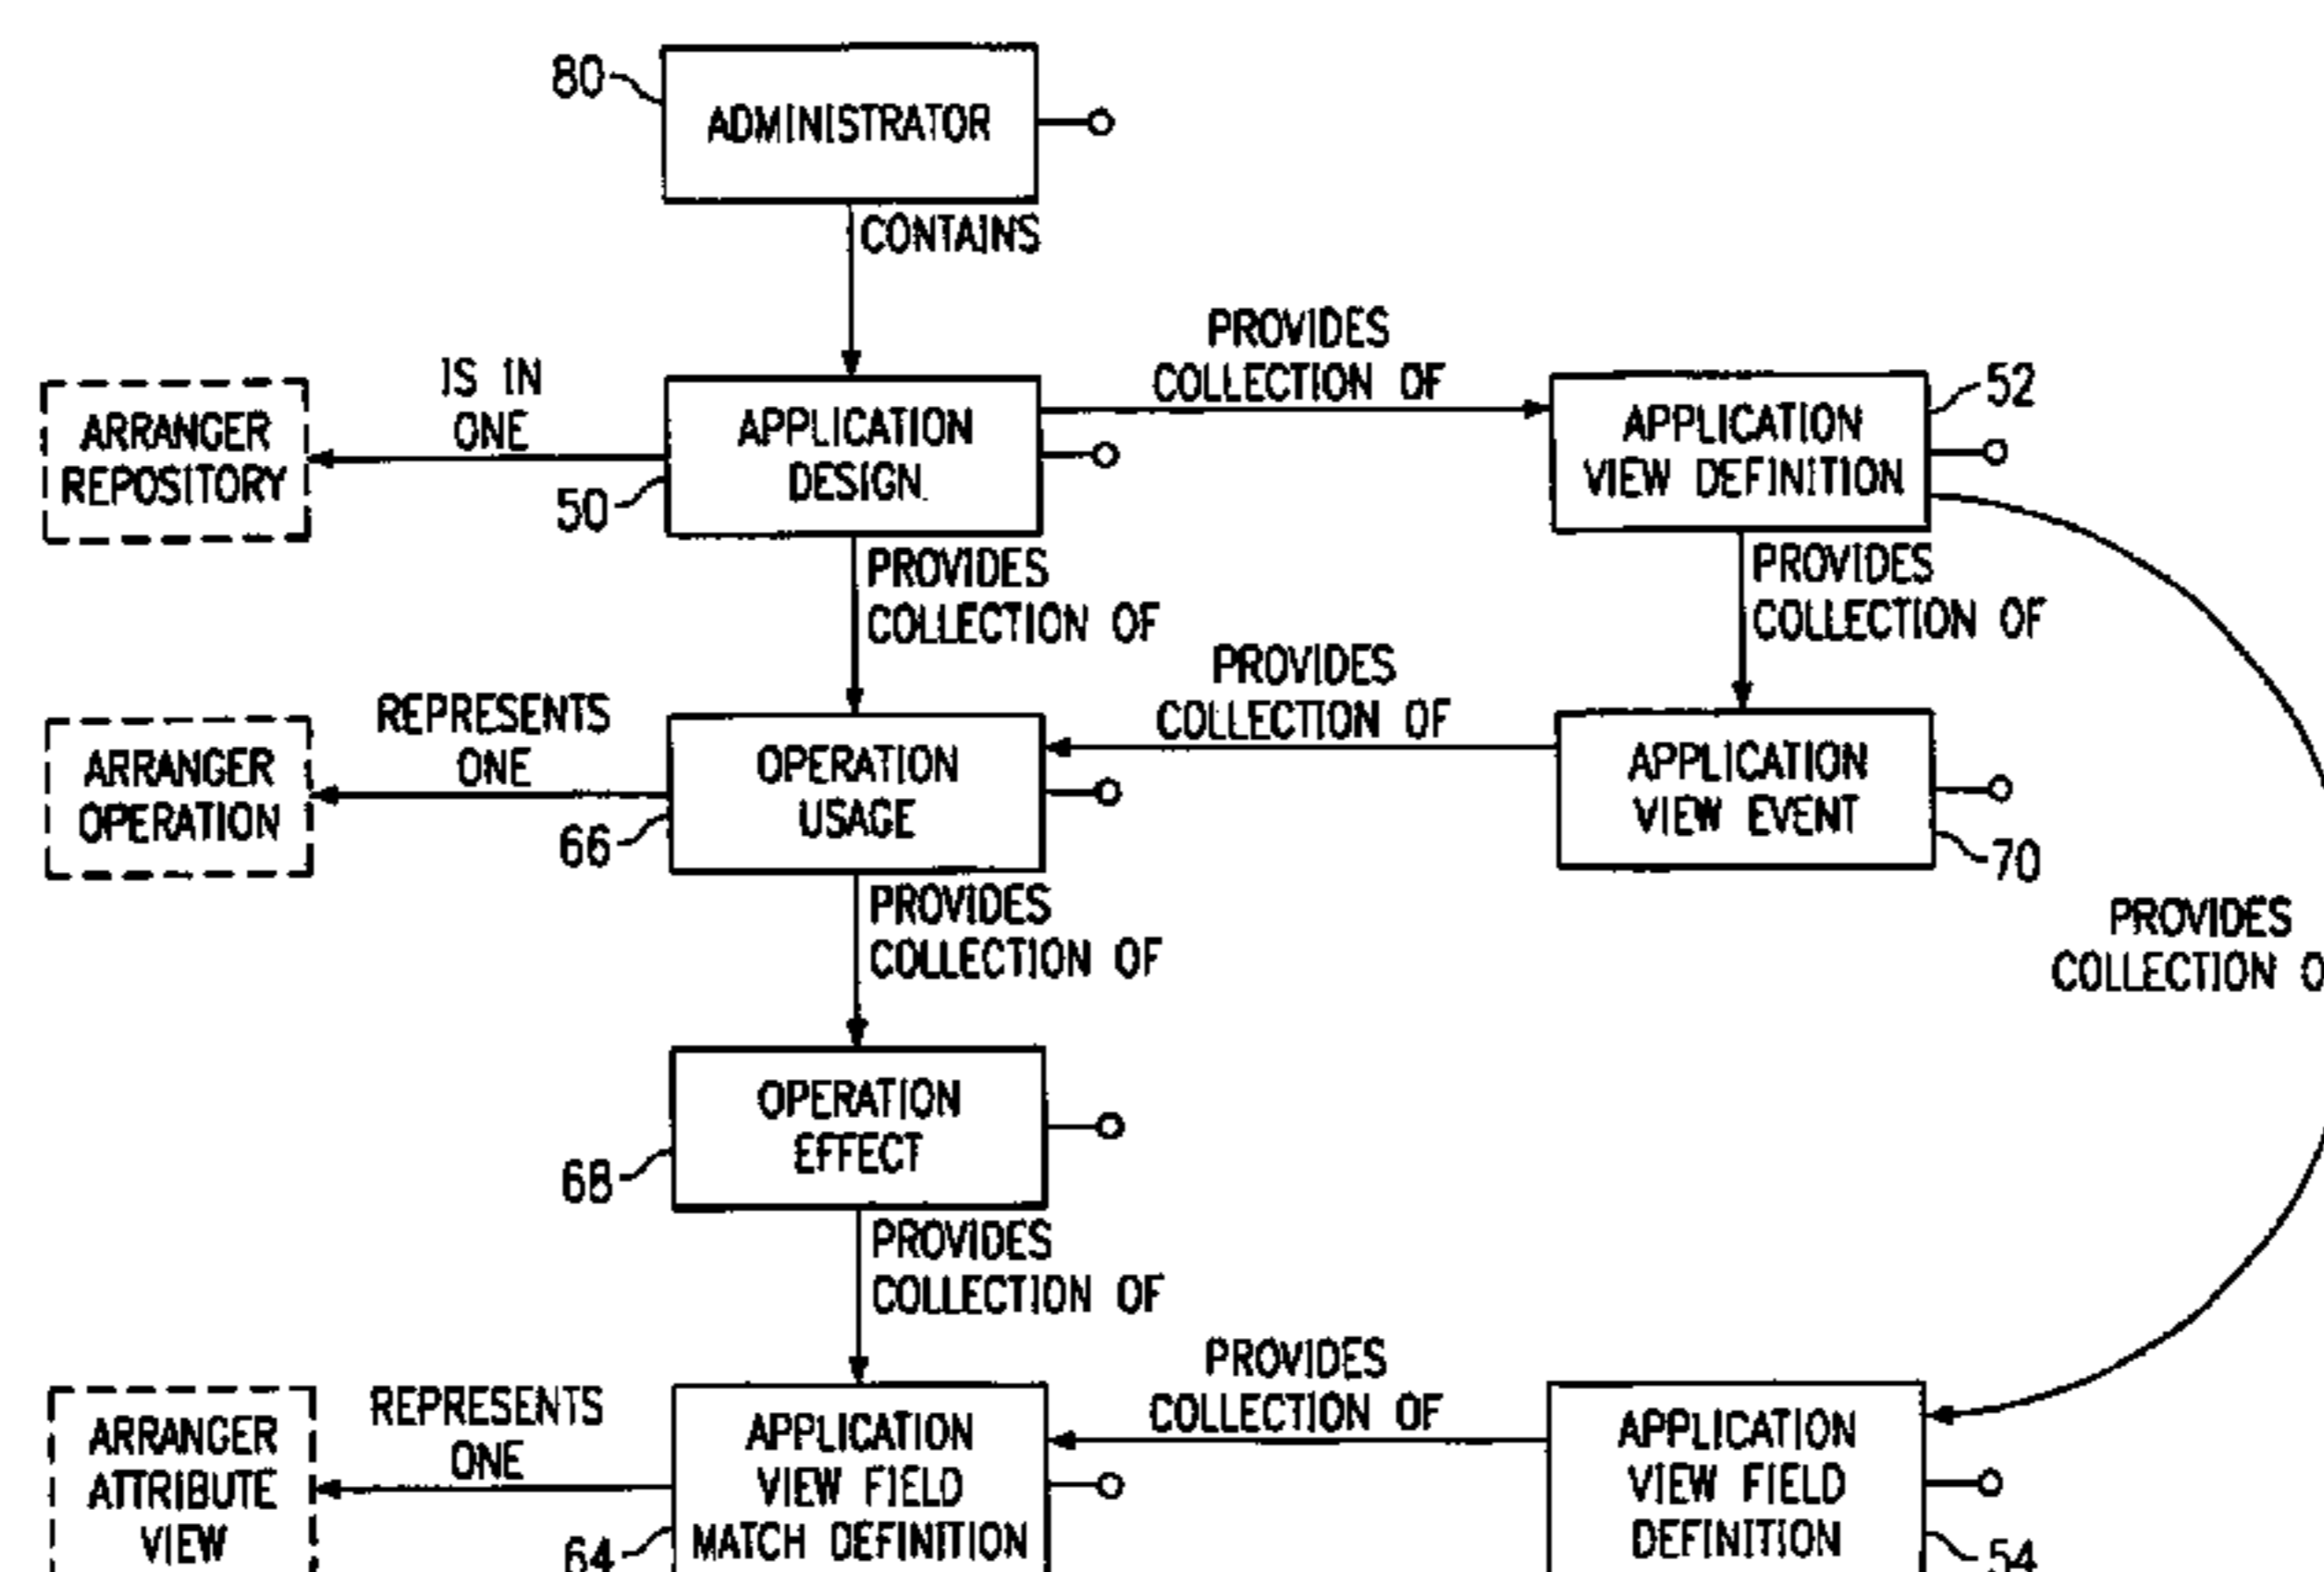 80
ADMINISTRATOR
CONTAINS
PROVIDES
COLLECTION OF
IS IN
ONE
ARRANGER
REPOSITORY
APPLICATION
DESIGN
50
APPLICATION
VIEW DEFINITION
52
PROVIDES
COLLECTION OF
PROVIDES
COLLECTION OF
PROVIDES
COLLECTION OF
REPRESENTS
ONE
ARRANGER
OPERATION
OPERATION
USAGE
66
APPLICATION
VIEW EVENT
70
PROVIDES
COLLECTION OF
PROVIDES
COLLECTION
OPERATION
EFFECT
68
PROVIDES
COLLECTION OF
PROVIDES
COLLECTION OF
REPRESENTS
ONE
ARRANGER
ATTRIBUTE
VIEW
APPLICATION
VIEW FIELD
MATCH DEFINITION
64
APPLICATION
VIEW FIELD
DEFINITION
54